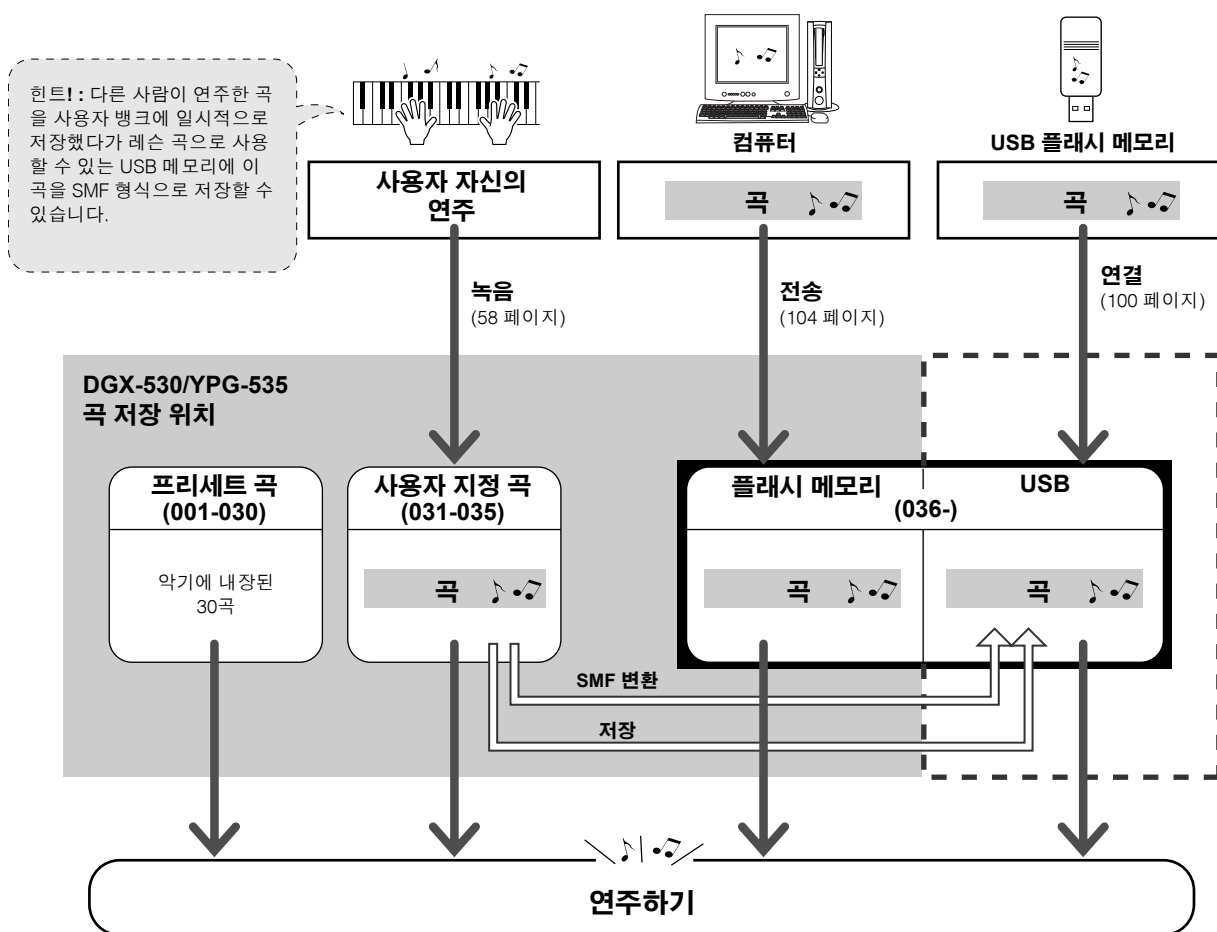 힌트! : 다른 사람이 연주한 곡
을 사용자 뱅크에 일시적으로
저장했다가 레슨 곡으로 사용
할 수 있는 USB 메모리에 이
곡을 SMF 형식으로 저장할 수
있습니다.
컴퓨터
USB 플래시 메모리
사용자 자신의
연주
곡
곡
녹음
(58 페이지)
전송
(104 페이지)
연결
(100 페이지)
DGX-530/YPG-535
곡 저장 위치
프리세트 곡
(001-030)
악기에 내장된
30곡
사용자 지정 곡
(031-035)
곡
플래시 메모리
USB
(036-)
곡
곡
SMF 변환
저장
연주하기